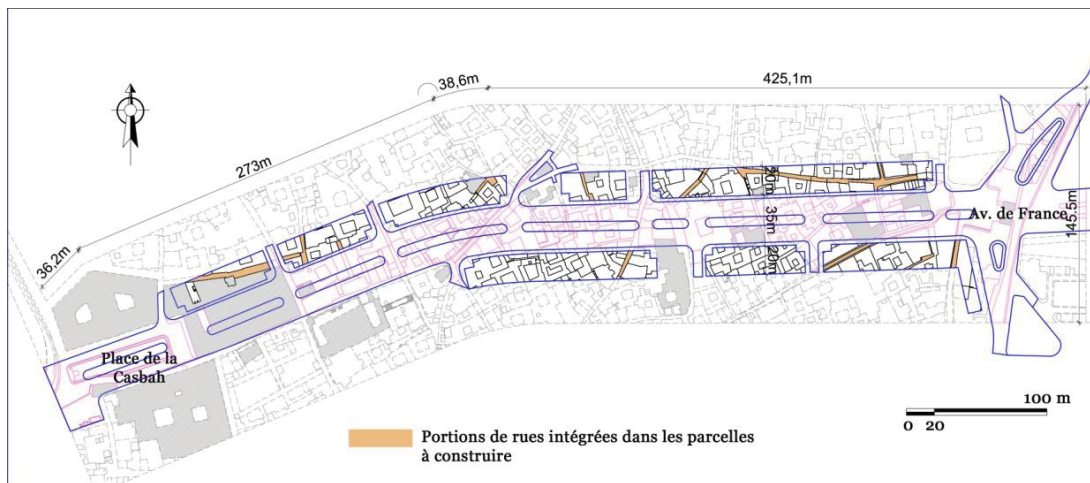 38,6m
425,1m
273m
36,2m
20m
35m
20m
145.5m
Av. de France
Place de la
Casbah
100 m
0 20
Portions de rues intégrées dans les parcelles
à construire